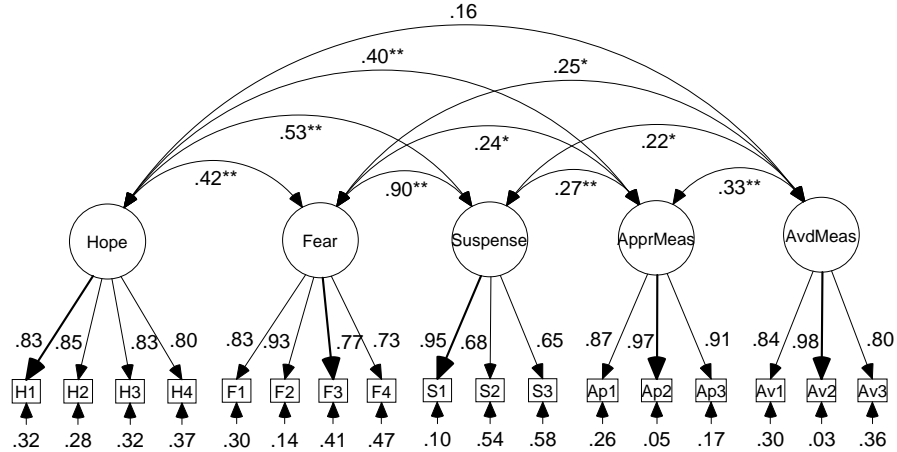 .16
.40**
.25*
.53**
.24*
.22*
.42**
.90**
.27**
.33**
Hope
Fear
Suspense
ApprMeas
AvdMeas
.83 .85 .83 .80
.83 .93 .77 .73
.95 .68 .65
.87 .97 .91
.84 .98 .80
H1 H2 H3 H4
F1 F2 F3 F4
S1 S2 S3
Ap1 Ap2 Ap3
Av1 Av2 Av3
.32 .28 .32 .37
.30 .14 .41 .47
.10 .54 .58
.26 .05 .17
.30 .03 .36